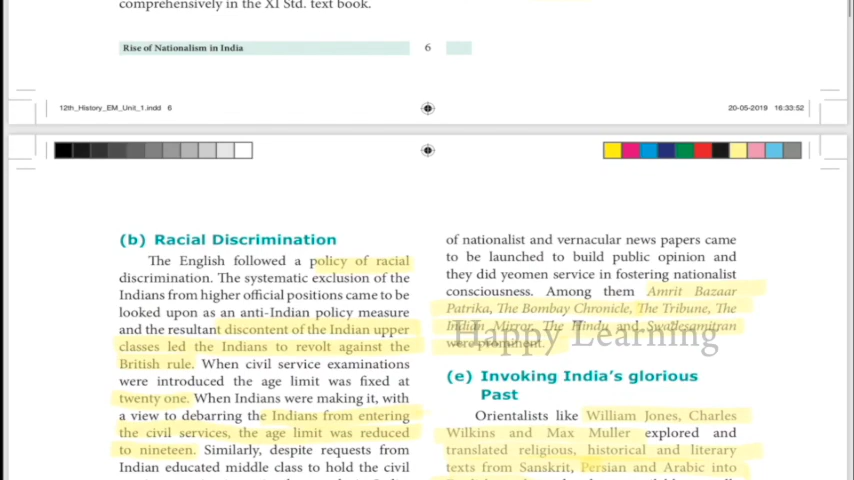 comprehensively in the XI Std. text book.
Rise of Nationalism in India
6
12th_History_EM_Unit_1.indd 6
20-05-2019 16:33:52
(b) Racial Discrimination
The English followed a policy of racial
discrimination. The systematic exclusion of the
Indians from higher official positions came to be
looked upon as an anti-Indian policy measure
and the resultant discontent of the Indian upper
classes led the Indians to revolt against the
British rule. When civil service examinations
were introduced the age limit was fixed at
twenty one. When Indians were making it, with
a view to debarring the Indians from entering
the civil services, the age limit was reduced
to nineteen. Similarly, despite requests from
Indian educated middle class to hold the civil
of nationalist and vernacular news papers came
to be launched to build public opinion and
they did yeomen service in fostering nationalist
consciousness. Among them Amrit Bazaar
Patrika, The Bombay Chronicle, The Tribune, The
Indian Mirror, The Hindu and Swadesamitran
were prominent.
Happy Learning
(e) Invoking India's glorious
Past
Orientalists like William Jones, Charles
Wilkins and Max Muller explored and
translated religious, historical and literary
texts from Sanskrit, Persian and Arabic into